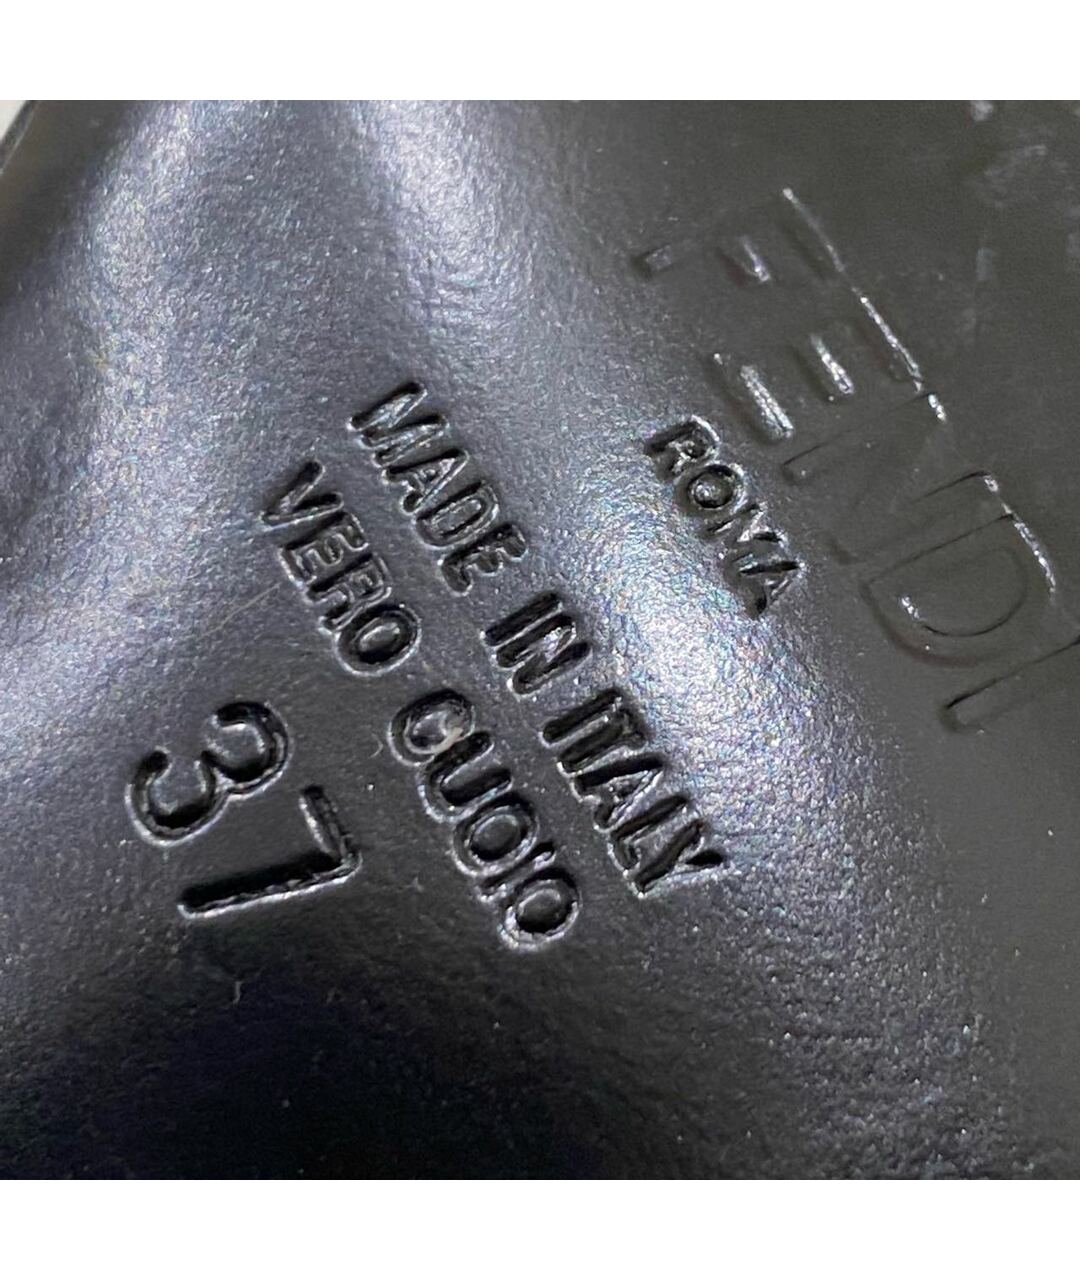 FENDI
ROMA
MADE IN ITALY
VERO CUOIO
37